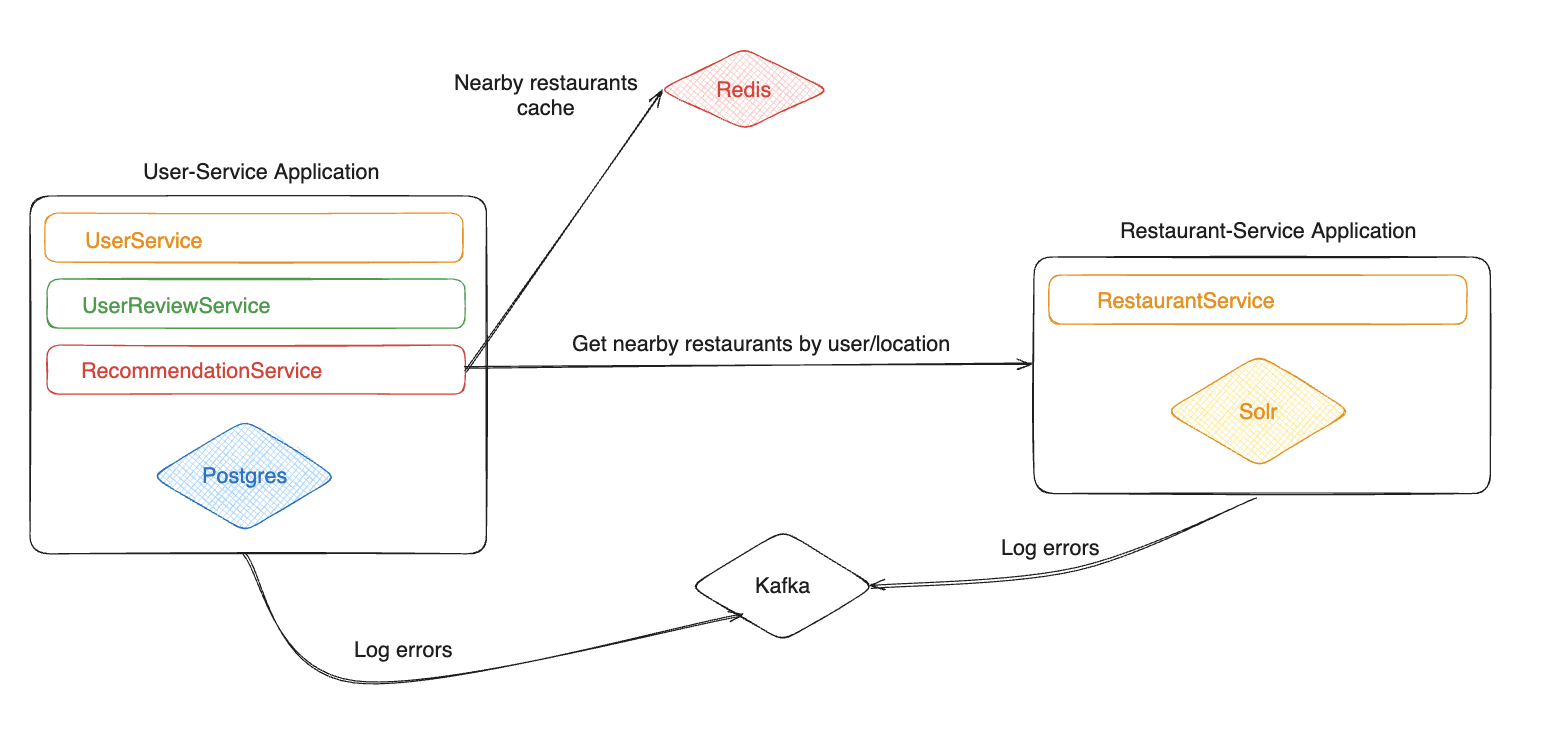 Nearby restaurants
cache
Redis
User-Service Application
UserService
UserReviewService
RecommendationService
Postgres
Get nearby restaurants by user/location
Restaurant-Service Application
RestaurantService
Solr
Kafka
Log errors
Log errors